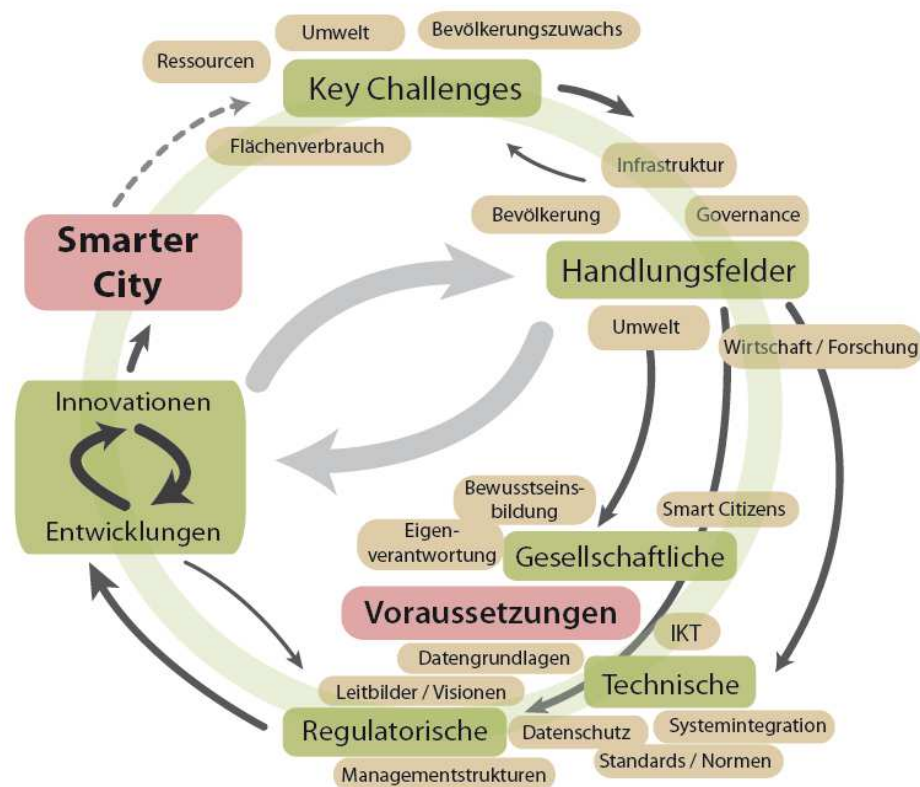 Umwelt
Bevölkerungszuwachs
Ressourcen
Key Challenges
Flächenverbrauch
Infrastruktur
Bevölkerung
Governance
Smarter
City
Handlungsfelder
Umwelt
Wirtschaft / Forschung
Innovationen
Entwicklungen
Bewusstseins-
bildung
Smart Citizens
Eigen-
verantwortung
Gesellschaftliche
Voraussetzungen
IKT
Datengrundlagen
Technische
Leitbilder / Visionen
Regulatorische
Datenschutz
Systemintegration
Standards / Normen
Managementstrukturen